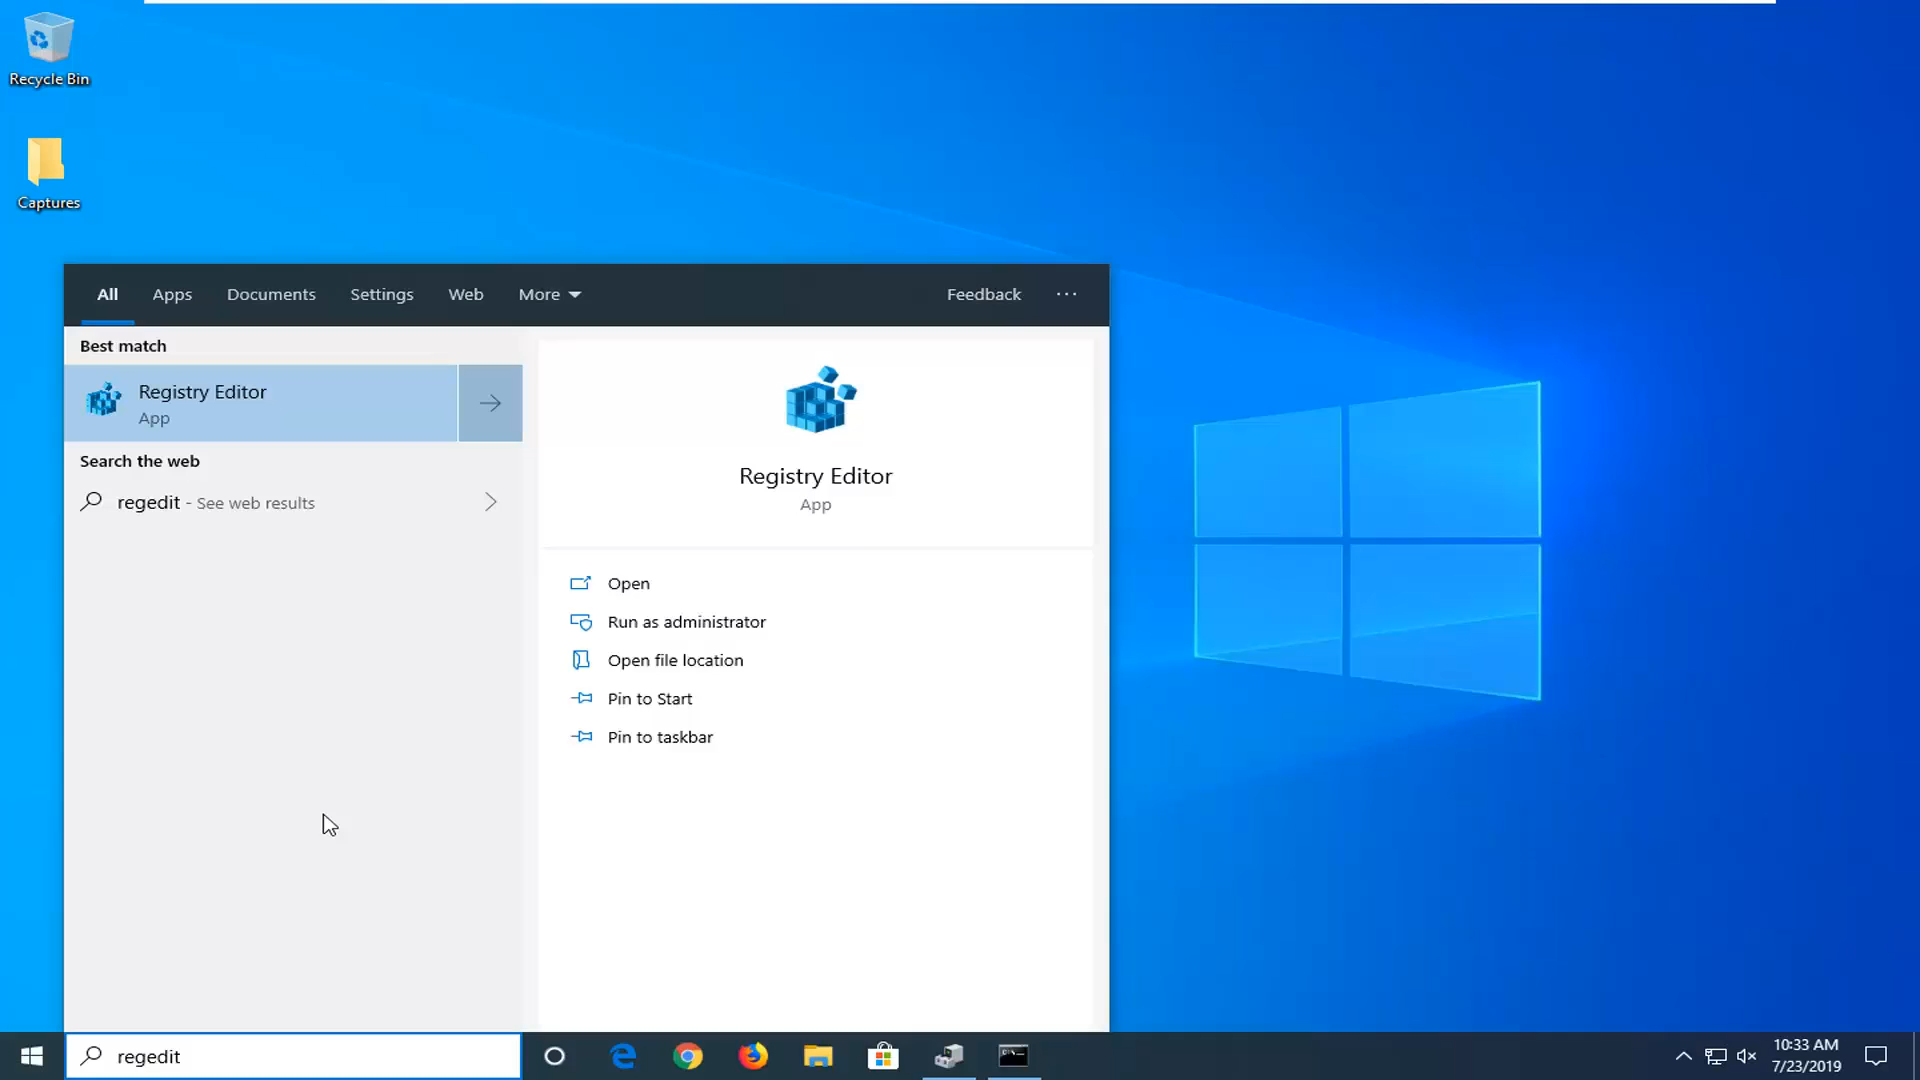 Recycle Bin
Captures
All Apps Documents Settings Web More Feedback ...
Best match
Registry Editor
App
Search the web
regedit - See web results
Registry Editor
App
Open
Run as administrator
Open file location
Pin to Start
Pin to taskbar
regedit
10:33 AM
7/23/2019